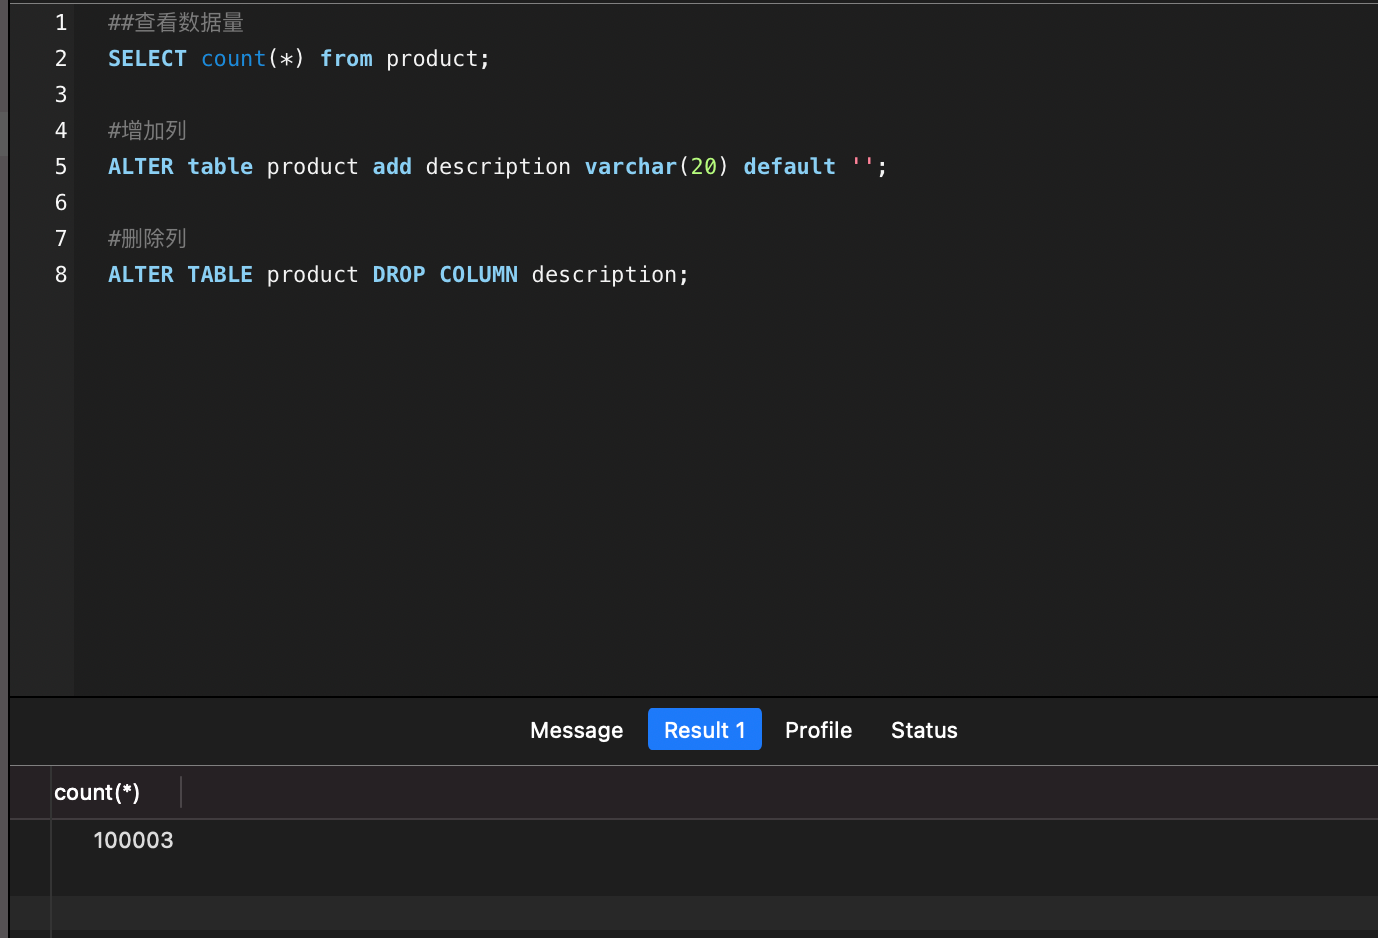 1 ##查看数据量
2 SELECT count(*) from product;
3
4 #增加列
5 ALTER table product add description varchar(20) default '';
6
7 #删除列
8 ALTER TABLE product DROP COLUMN description;
Message Result 1 Profile Status
count(*)
100003